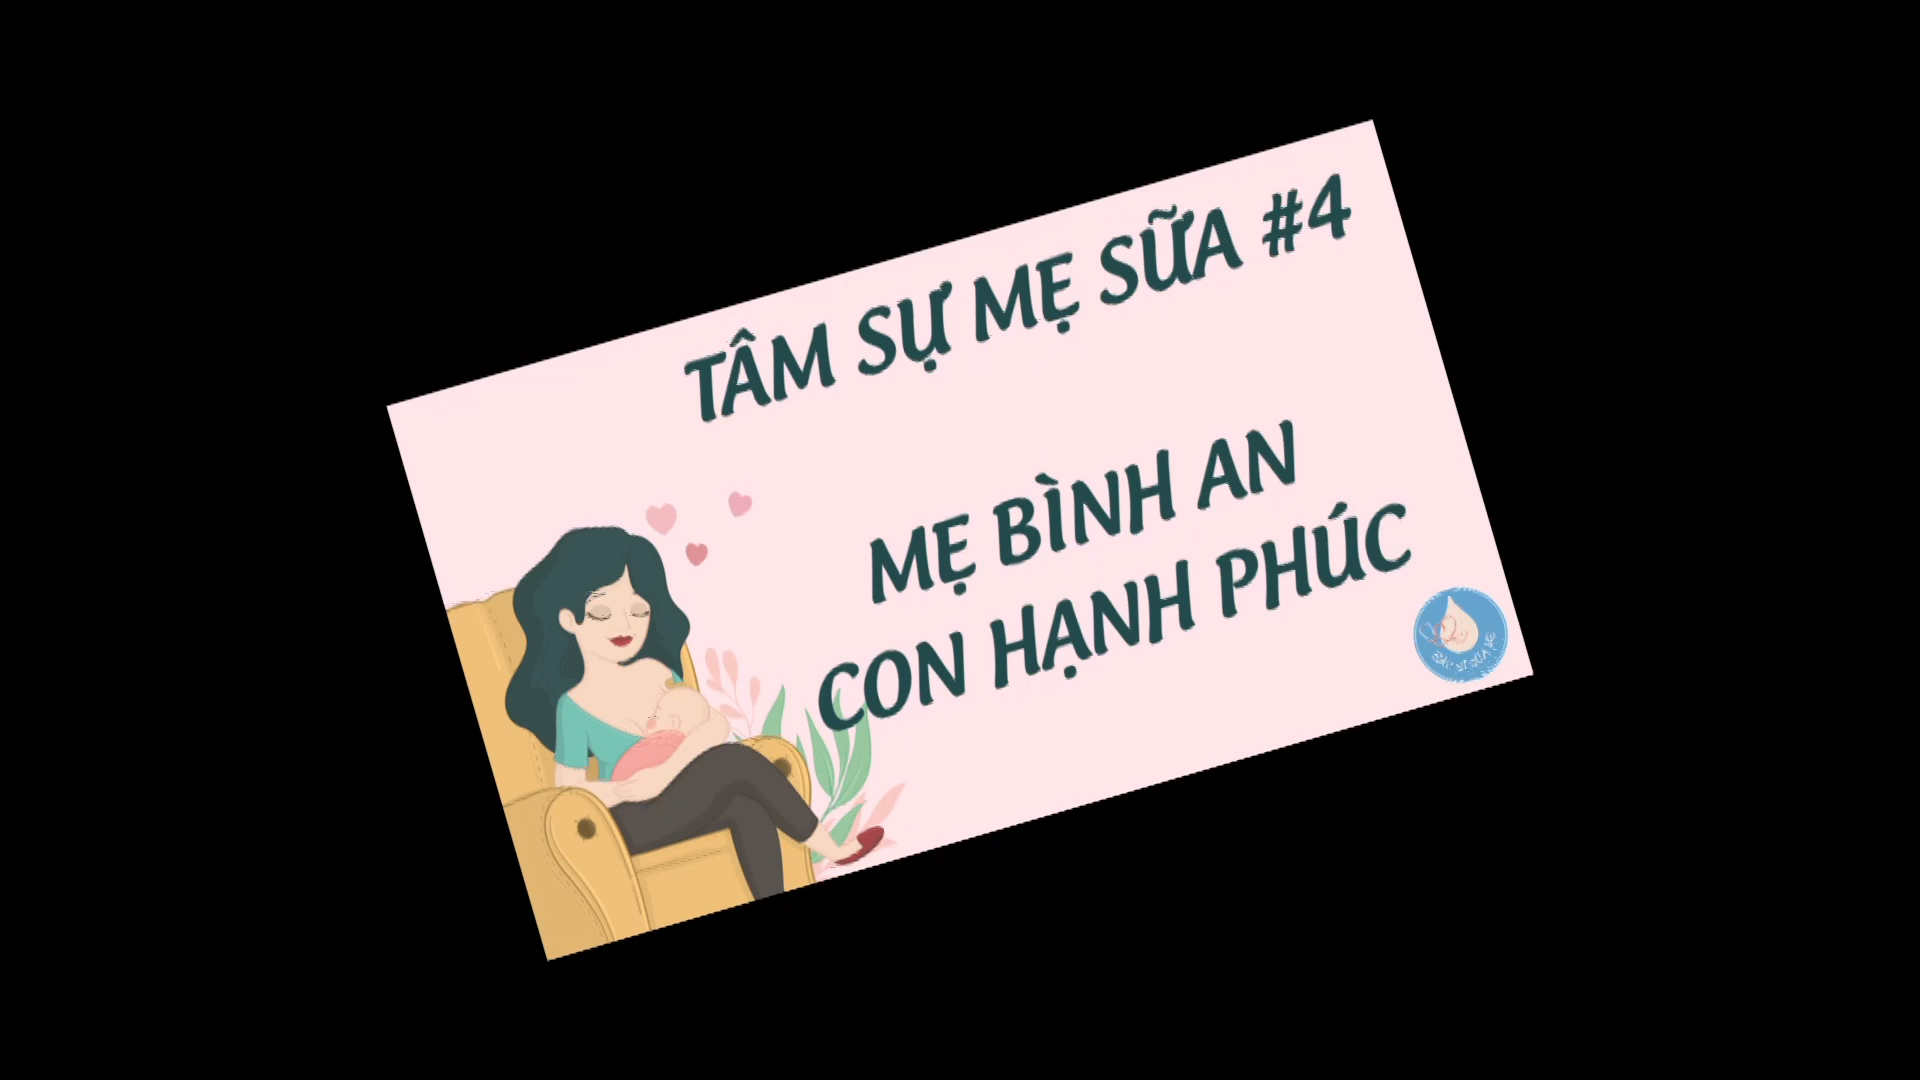 TÂM SỰ MẸ SỮA #4
MẸ BÌNH AN
CON HẠNH PHÚC